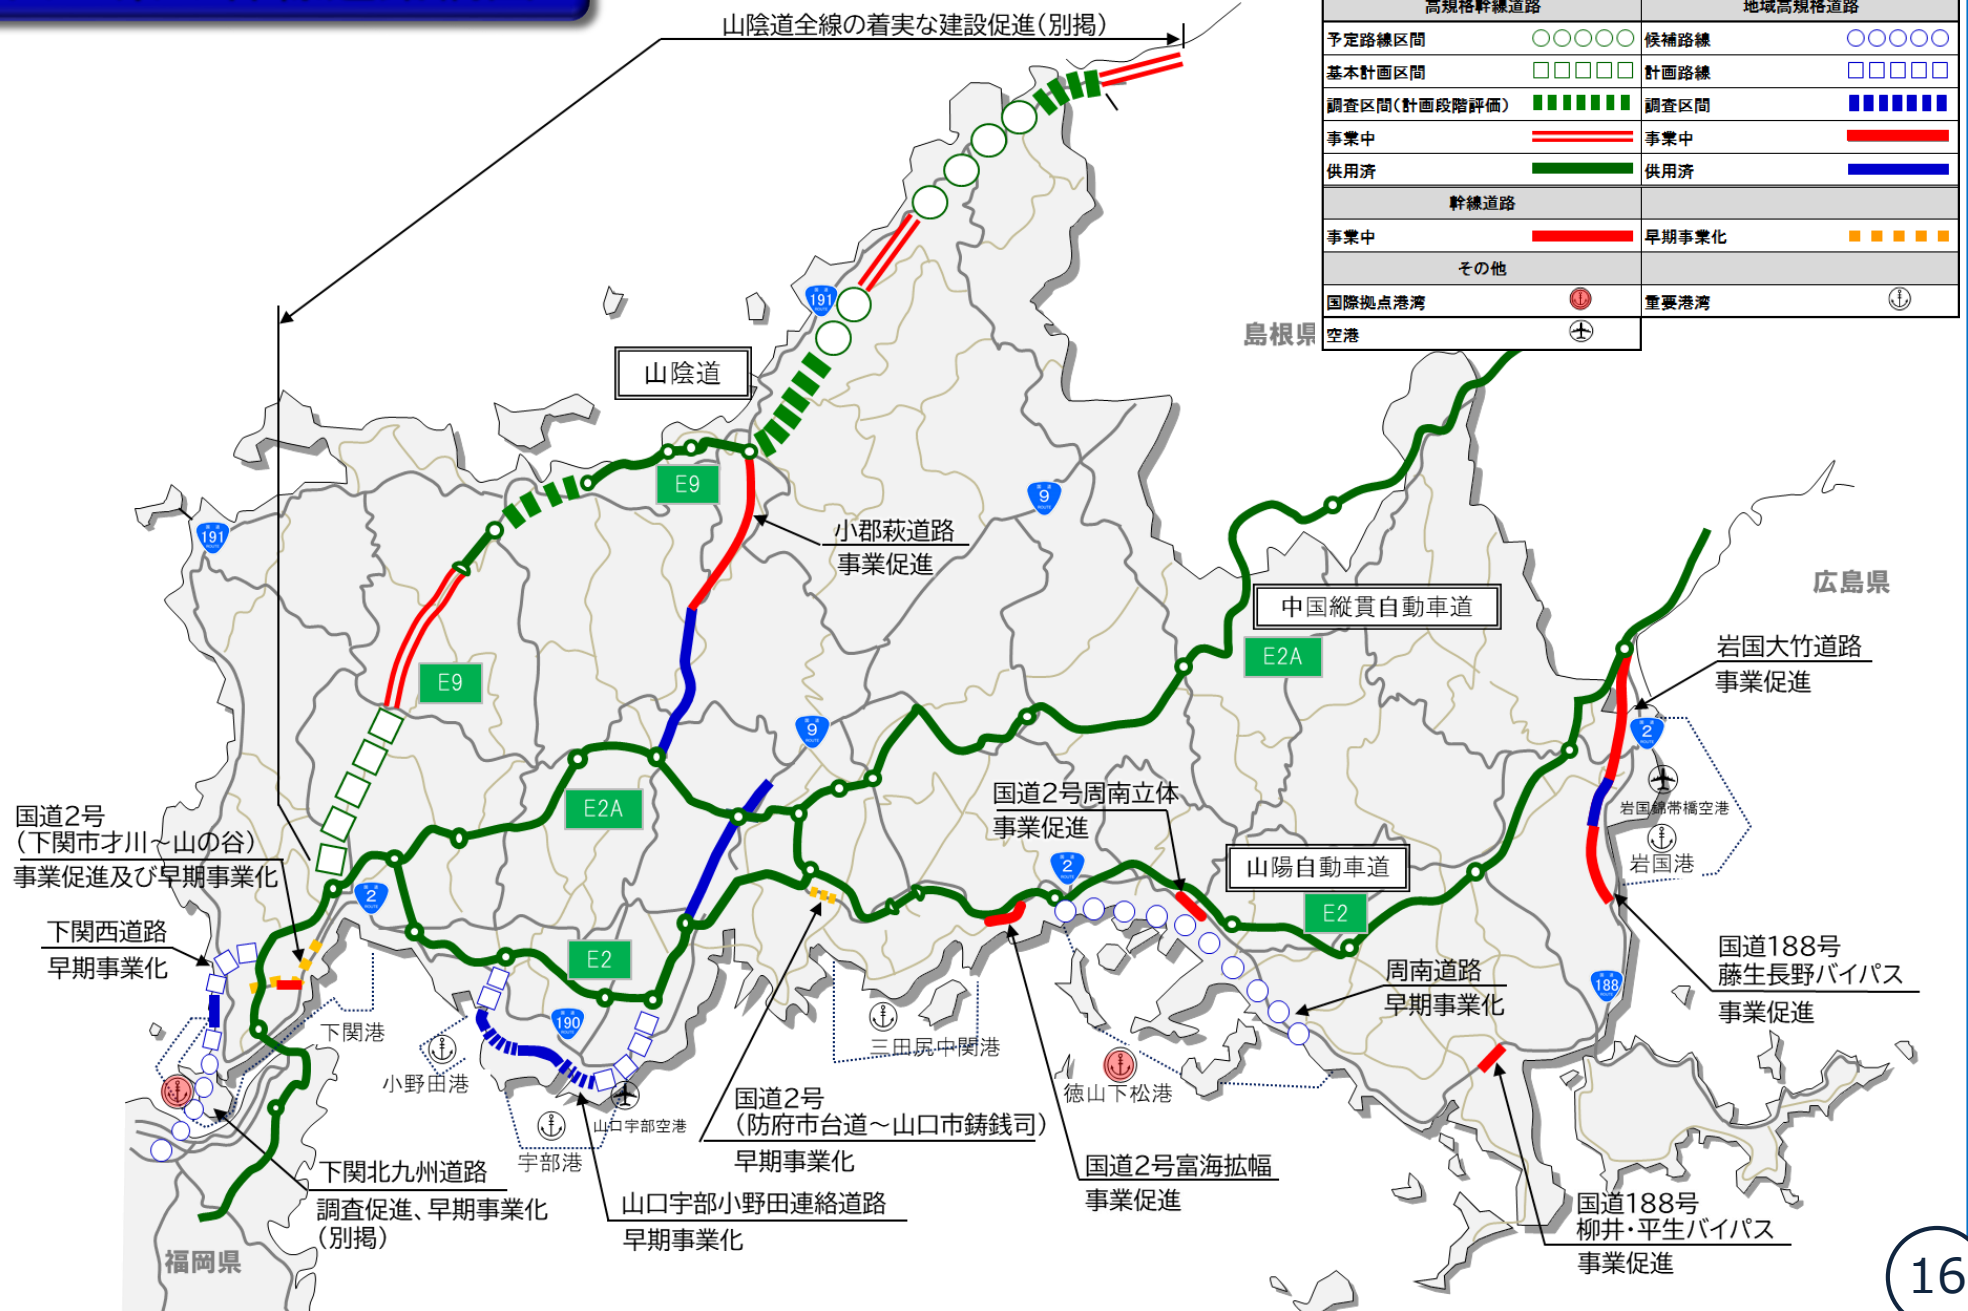 山陰道全線の着実な建設促進(別掲)
高規格幹線道路 地域高規格道路
予定路線区間 候補路線
基本計画区間 計画路線
調査区間(計画段階評価) 調査区間
事業中 事業中
供用済 供用済
幹線道路
事業中 早期事業化
その他
国際拠点港湾 重要港湾
空港
島根県
191
山陰道
E9
9
小郡萩道路
事業促進
191
中国縦貫自動車道
E2A
広島県
岩国大竹道路
事業促進
E9
9
2
岩国錦帯橋空港
岩国港
国道2号周南立体
事業促進
E2A
国道2号
(下関市才川~山の谷)
事業促進及び早期事業化
2
2
山陽自動車道
E2
下関西道路
早期事業化
E2
国道188号
藤生長野バイパス
事業促進
周南道路
早期事業化
188
190
下関港
小野田港
三田尻中関港
徳山下松港
山口宇部空港
宇部港
国道2号
(防府市台道~山口市鋳銭司)
早期事業化
下関北九州道路
調査促進、早期事業化
(別掲)
山口宇部小野田連絡道路
早期事業化
国道2号富海拡幅
事業促進
国道188号
柳井・平生バイパス
事業促進
福岡県
16